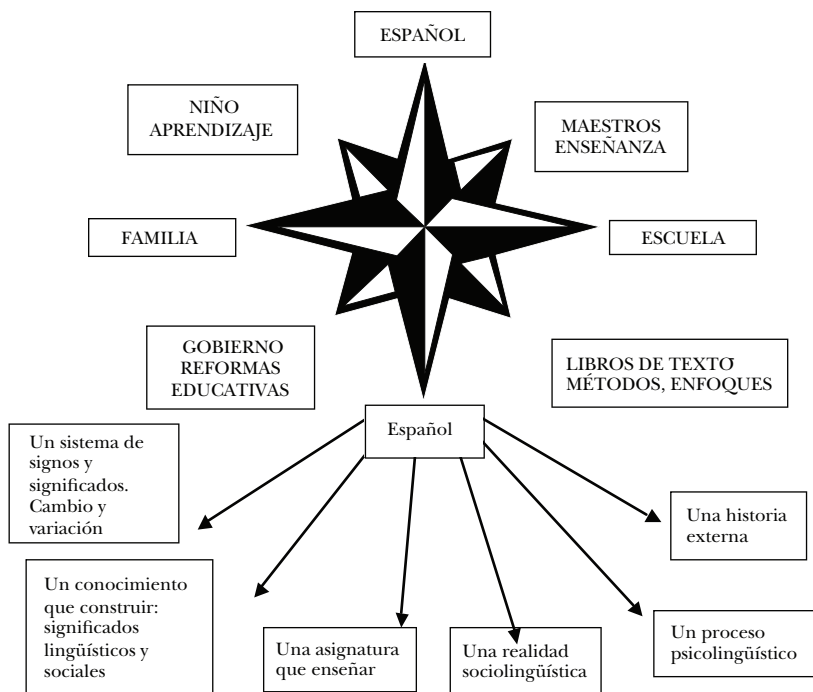 ESPAÑOL
NIÑO
APRENDIZAJE
MAESTROS
ENSEÑANZA
FAMILIA
ESCUELA
GOBIERNO
REFORMAS
EDUCATIVAS
LIBROS DE TEXTO
MÉTODOS, ENFOQUES
Español
Un sistema de
signos y
significados.
Cambio y
variación
Una historia
externa
Un conocimiento
que construir:
significados
lingüísticos y
sociales
Una asignatura
que enseñar
Una realidad
sociolingüística
Un proceso
psicolingüístico